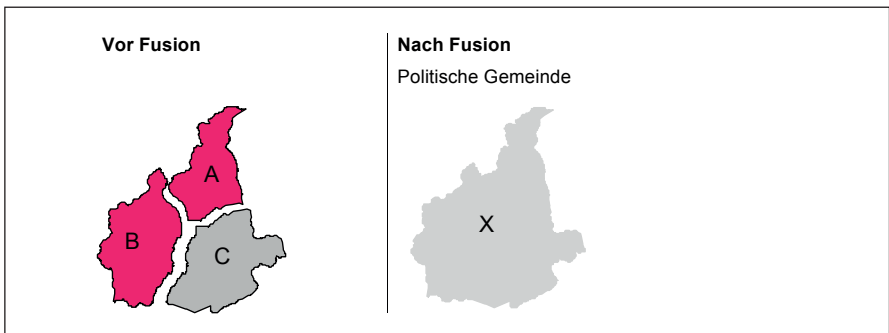 Vor Fusion
Nach Fusion
Politische Gemeinde
A
B
C
X